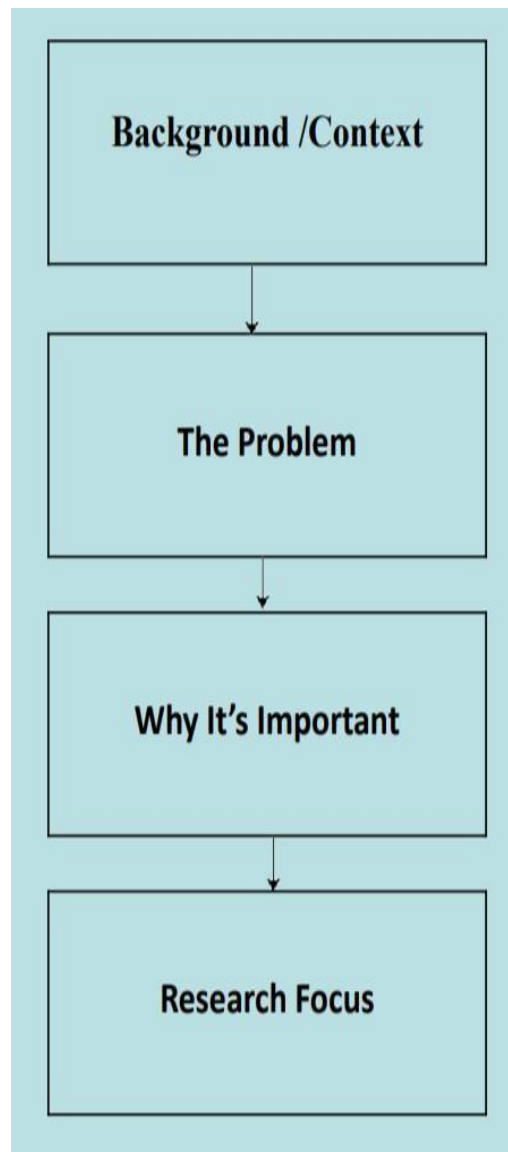 Background /Context
The Problem
Why It’s Important
Research Focus